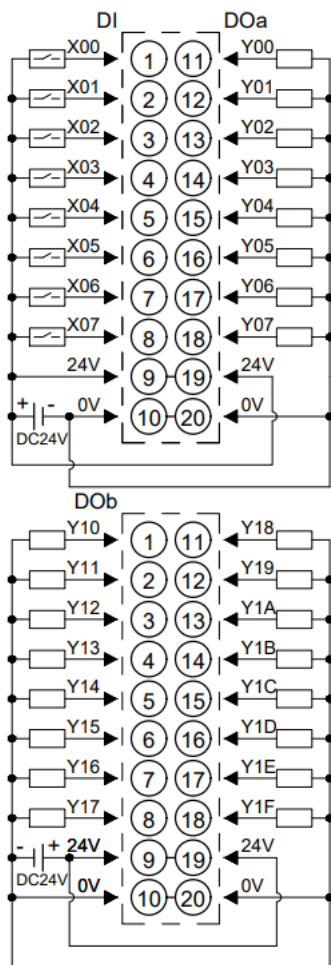 DI DOa
X00 1 11 Y00
X01 2 12 Y01
X02 3 13 Y02
X03 4 14 Y03
X04 5 15 Y04
X05 6 16 Y05
X06 7 17 Y06
X07 8 18 Y07
24V 9 19 24V
+ - 0V 10 20 0V
DC24V
DOb
Y10 1 11 Y18
Y11 2 12 Y19
Y12 3 13 Y1A
Y13 4 14 Y1B
Y14 5 15 Y1C
Y15 6 16 Y1D
Y16 7 17 Y1E
Y17 8 18 Y1F
- + 24V 9 19 24V
DC24V
0V 10 20 0V